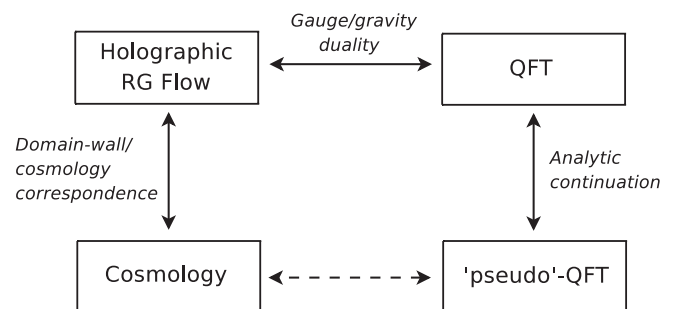 Gauge/gravity
duality
Holographic
RG Flow
QFT
Domain-wall/
cosmology
correspondence
Analytic
continuation
Cosmology
'pseudo'-QFT